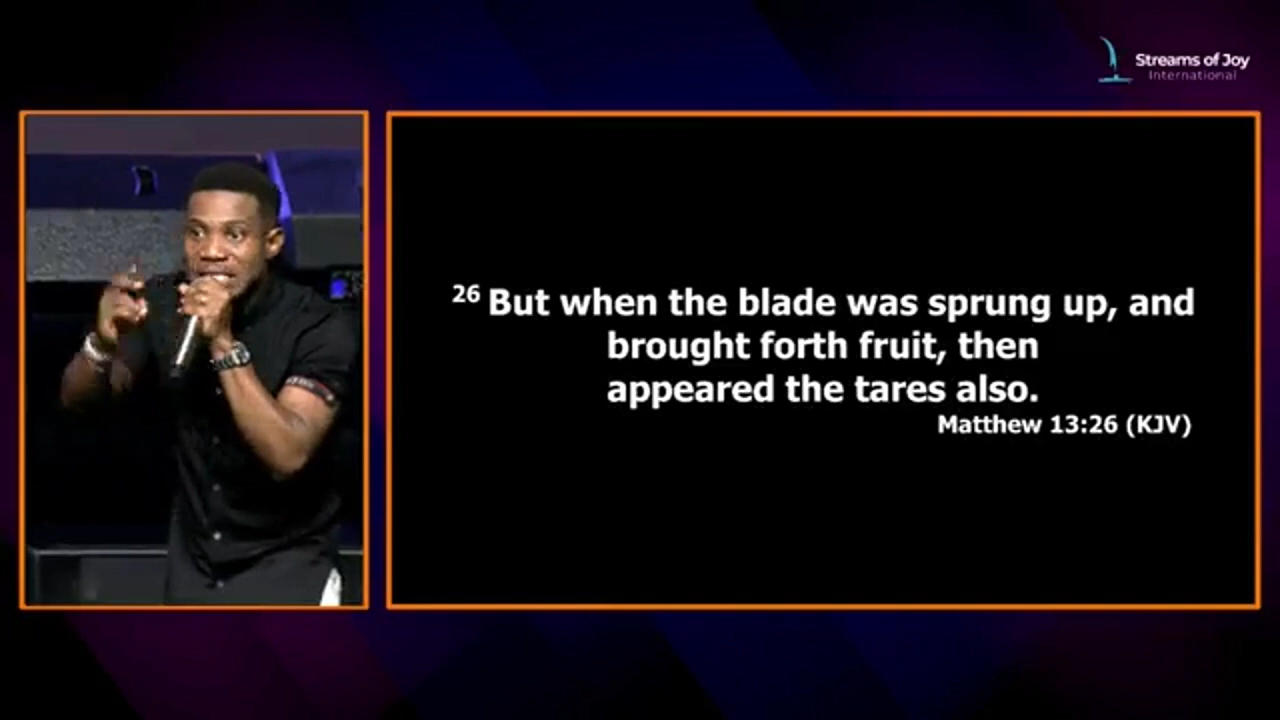 Streams of Joy
International
26 But when the blade was sprung up, and
brought forth fruit, then
appeared the tares also.
Matthew 13:26 (KJV)